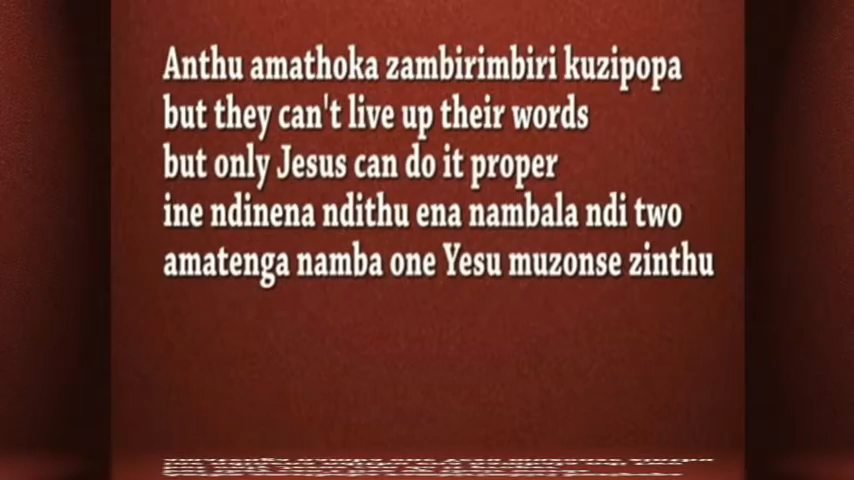 Anthu amathoka zambirimbiri kuzipopa
but they can't live up their words
but only Jesus can do it proper
ine ndinena ndithu ena nambala ndi two
amatenga namba one Yesu muzonse zinthu